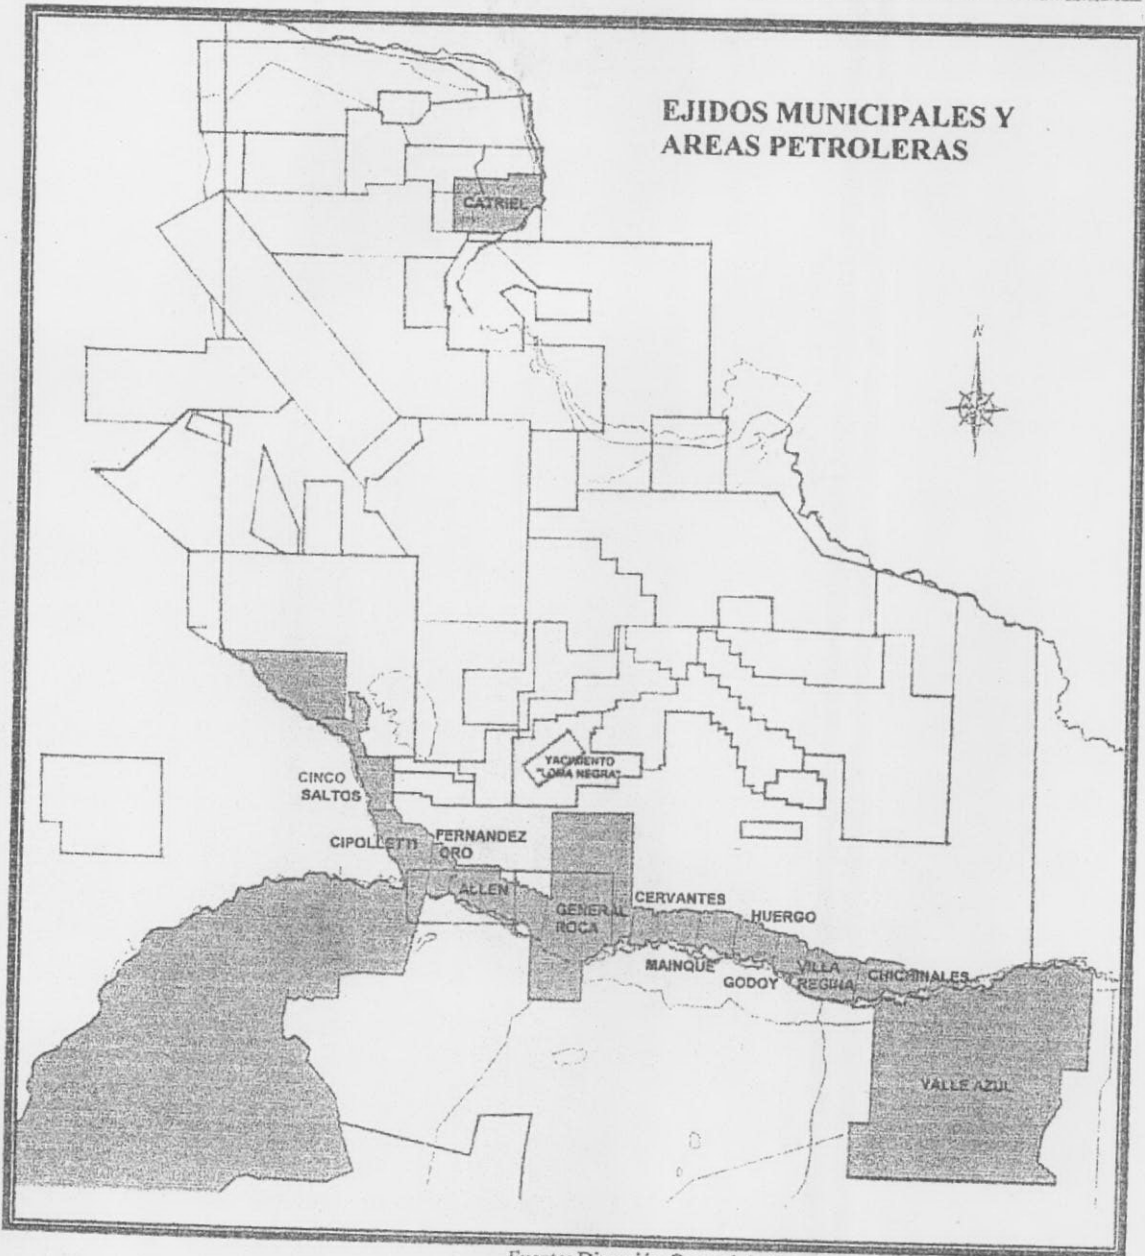 EJIDOS MUNICIPALES Y
AREAS PETROLERAS
CATRIEL
N
YACIMIENTO
"LOMA NEGRA"
CINCO
SALTOS
CIPOLLETTI
FERNANDEZ
ORO
ALLEN
GENERAL
ROCA
CERVANTES
HUERGO
MAINQUE
GODOY
VILLA
REGINA
CHICHINALES
VALLE AZUL
Fuente: Dirección